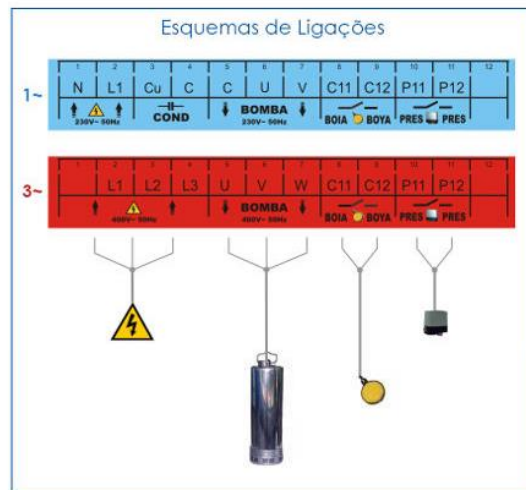 Esquemas de Ligações
1 2 3 4 5 6 7 8 9 10 11 12
1~ N L1 Cu C C U V C11 C12 P11 P12
COND BOMBA BOIA BOYA PRES PRES
230V~ 50Hz 230V~ 50Hz
1 2 3 4 5 6 7 8 9 10 11 12
3~ L1 L2 L3 U V W C11 C12 P11 P12
BOMBA BOIA BOYA PRES PRES
400V~ 50Hz 400V~ 50Hz